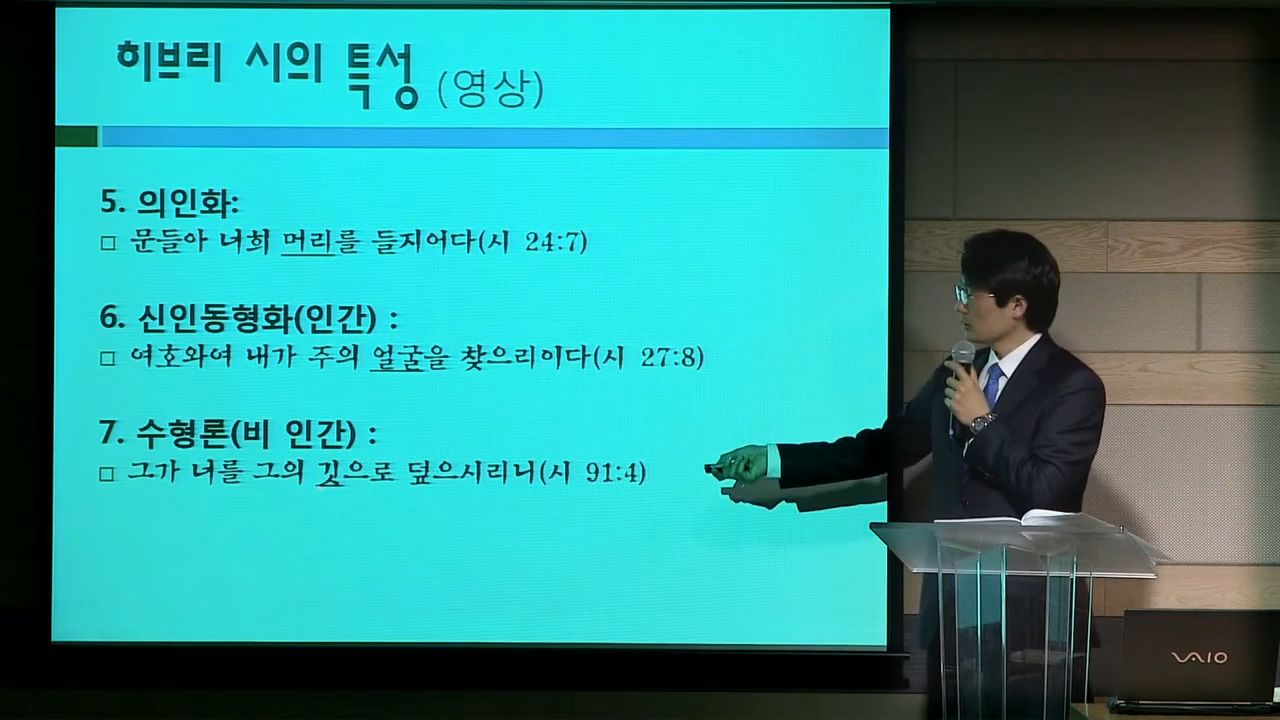 히브리 시의 특성 (영상)
5. 의인화:
□ 문들아 너희 머리를 들지어다(시 24:7)
6. 신인동형화(인간) :
□ 여호와여 내가 주의 얼굴을 찾으리이다(시 27:8)
7. 수형론(비 인간) :
□ 그가 너를 그의 깃으로 덮으시리니(시 91:4)
VAIO